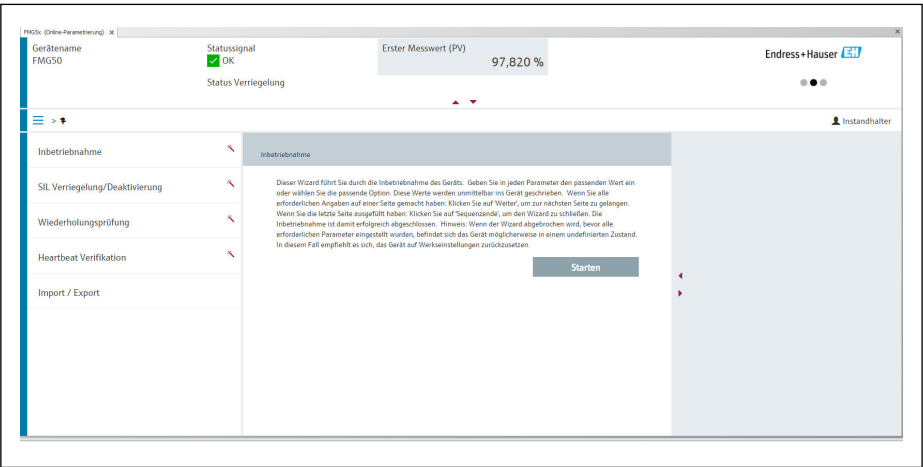 FMG5x (Online-Parametrierung) x
Gerätename
FMG50
Statussignal
OK
Status Verriegelung
Erster Messwert (PV)
97,820 %
Endress+Hauser EH
>
Instandhalter
Inbetriebnahme
SIL Verriegelung/Deaktivierung
Wiederholungsprüfung
Heartbeat Verifikation
Import / Export
Inbetriebnahme
Dieser Wizard führt Sie durch die Inbetriebnahme des Geräts. Geben Sie in jeden Parameter den passenden Wert ein
oder wählen Sie die passende Option. Diese Werte werden unmittelbar ins Gerät geschrieben. Wenn Sie alle
erforderlichen Angaben auf einer Seite gemacht haben: Klicken Sie auf 'Weiter', um zur nächsten Seite zu gelangen.
Wenn Sie die letzte Seite ausgefüllt haben: Klicken Sie auf 'Sequenzende', um den Wizard zu schließen. Die
Inbetriebnahme ist damit erfolgreich abgeschlossen. Hinweis: Wenn der Wizard abgebrochen wird, bevor alle
erforderlichen Parameter eingestellt wurden, befindet sich das Gerät möglicherweise in einem undefinierten Zustand.
In diesem Fall empfiehlt es sich, das Gerät auf Werkseinstellungen zurückzusetzen.
Starten